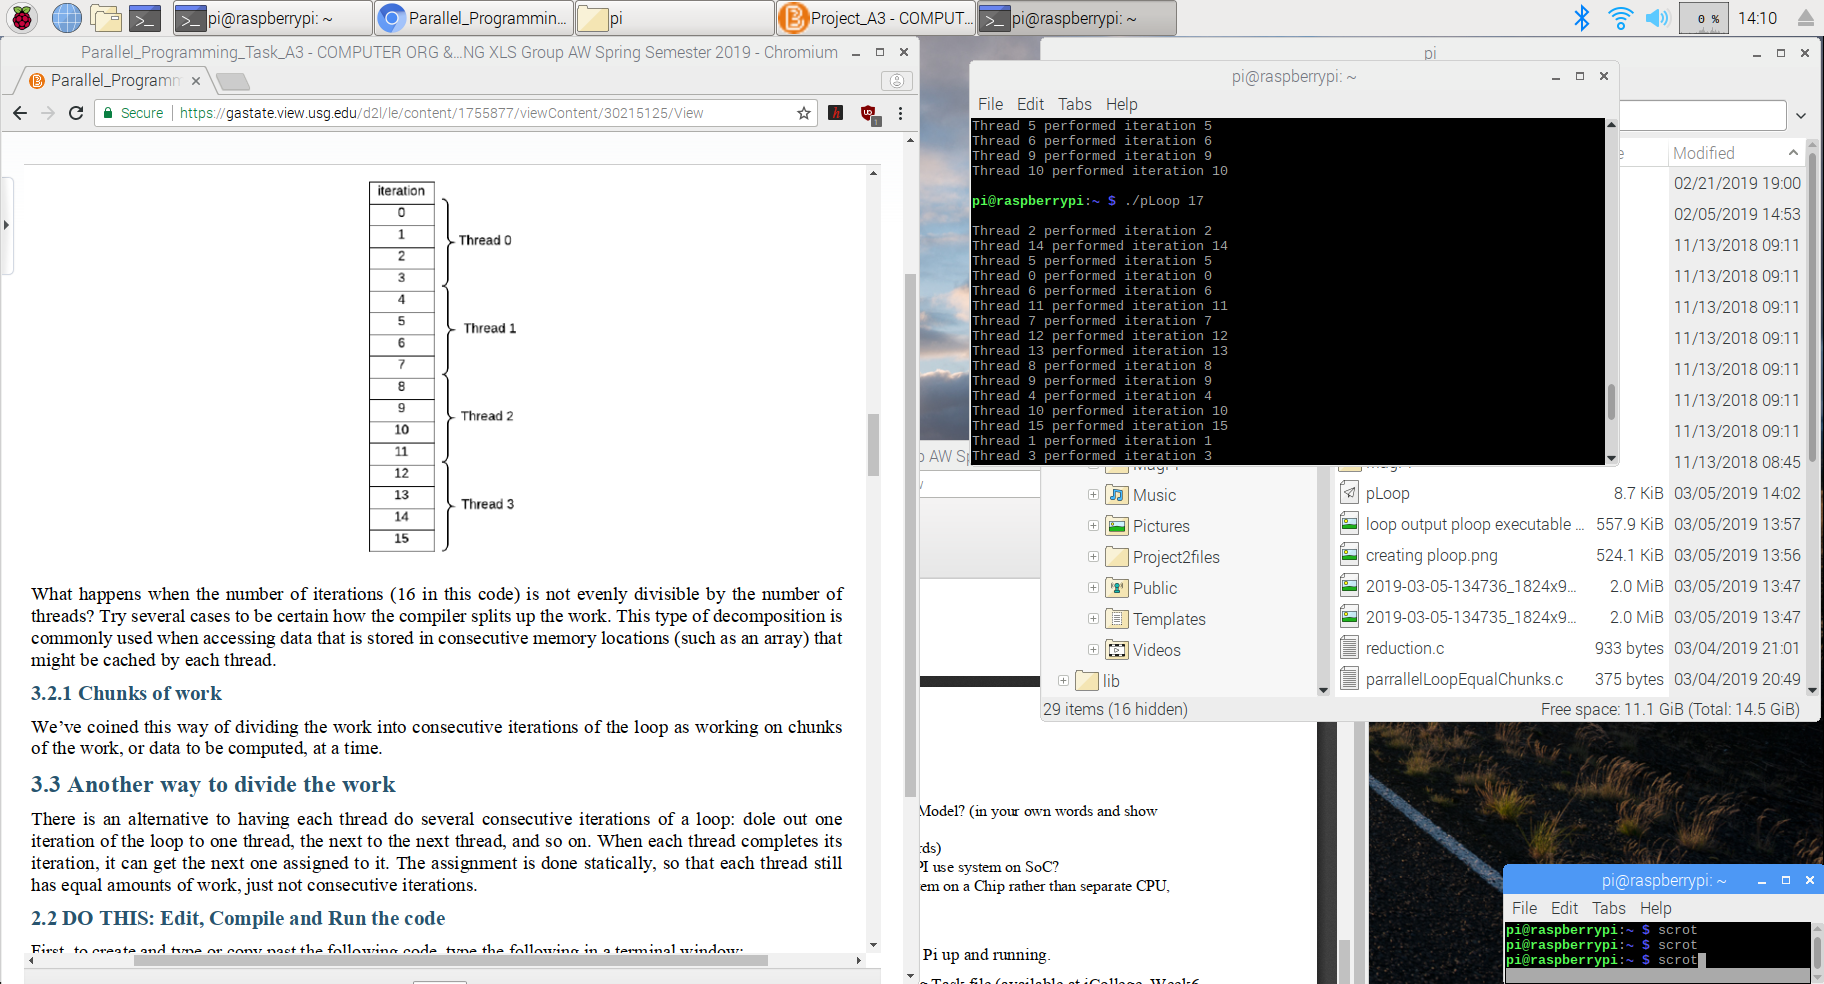 pi@raspberrypi: ~
Parallel_Programmin...
pi
Project_A3 - COMPUT...
pi@raspberrypi: ~
0 %
14:10
Parallel_Programming_Task_A3 - COMPUTER ORG &...NG XLS Group AW Spring Semester 2019 - Chromium
Parallel_Programm
Secure
https://gastate.view.usg.edu/d2l/le/content/1755877/viewContent/30215125/View
iteration
0
1
2
3
4
5
6
7
8
9
10
11
12
13
14
15
Thread 0
Thread 1
Thread 2
Thread 3
What happens when the number of iterations (16 in this code) is not evenly divisible by the number of
threads? Try several cases to be certain how the compiler splits up the work. This type of decomposition is
commonly used when accessing data that is stored in consecutive memory locations (such as an array) that
might be cached by each thread.
3.2.1 Chunks of work
We've coined this way of dividing the work into consecutive iterations of the loop as working on chunks
of the work, or data to be computed, at a time.
3.3 Another way to divide the work
There is an alternative to having each thread do several consecutive iterations of a loop: dole out one
iteration of the loop to one thread, the next to the next thread, and so on. When each thread completes its
iteration, it can get the next one assigned to it. The assignment is done statically, so that each thread still
has equal amounts of work, just not consecutive iterations.
2.2 DO THIS: Edit, Compile and Run the code
First, to create and type or copy past the following code, type the following in a terminal window:
pi@raspberrypi: ~
File Edit Tabs Help
Thread 5 performed iteration 5
Thread 6 performed iteration 6
Thread 9 performed iteration 9
Thread 10 performed iteration 10
pi@raspberrypi:~ $ ./pLoop 17
Thread 2 performed iteration 2
Thread 14 performed iteration 14
Thread 5 performed iteration 5
Thread 0 performed iteration 0
Thread 6 performed iteration 6
Thread 11 performed iteration 11
Thread 7 performed iteration 7
Thread 12 performed iteration 12
Thread 13 performed iteration 13
Thread 8 performed iteration 8
Thread 9 performed iteration 9
Thread 4 performed iteration 4
Thread 10 performed iteration 10
Thread 15 performed iteration 15
Thread 1 performed iteration 1
Thread 3 performed iteration 3
pi
Modified
02/21/2019 19:00
02/05/2019 14:53
11/13/2018 09:11
11/13/2018 09:11
11/13/2018 09:11
11/13/2018 09:11
11/13/2018 09:11
11/13/2018 09:11
11/13/2018 09:11
11/13/2018 08:45
AW Sp
Music
Pictures
Project2files
Public
Templates
Videos
lib
pLoop 8.7 KiB 03/05/2019 14:02
loop output ploop executable ... 557.9 KiB 03/05/2019 13:57
creating ploop.png 524.1 KiB 03/05/2019 13:56
2019-03-05-134736_1824x9... 2.0 MiB 03/05/2019 13:47
2019-03-05-134735_1824x9... 2.0 MiB 03/05/2019 13:47
reduction.c 933 bytes 03/04/2019 21:01
parrallelLoopEqualChunks.c 375 bytes 03/04/2019 20:49
29 items (16 hidden) Free space: 11.1 GiB (Total: 14.5 GiB)
Model? (in your own words and show
rds)
PI use system on SoC?
em on a Chip rather than separate CPU,
Pi up and running.
Task file (available at iCollege, Week6
pi@raspberrypi: ~
File Edit Tabs Help
pi@raspberrypi:~ $ scrot
pi@raspberrypi:~ $ scrot
pi@raspberrypi:~ $ scrot